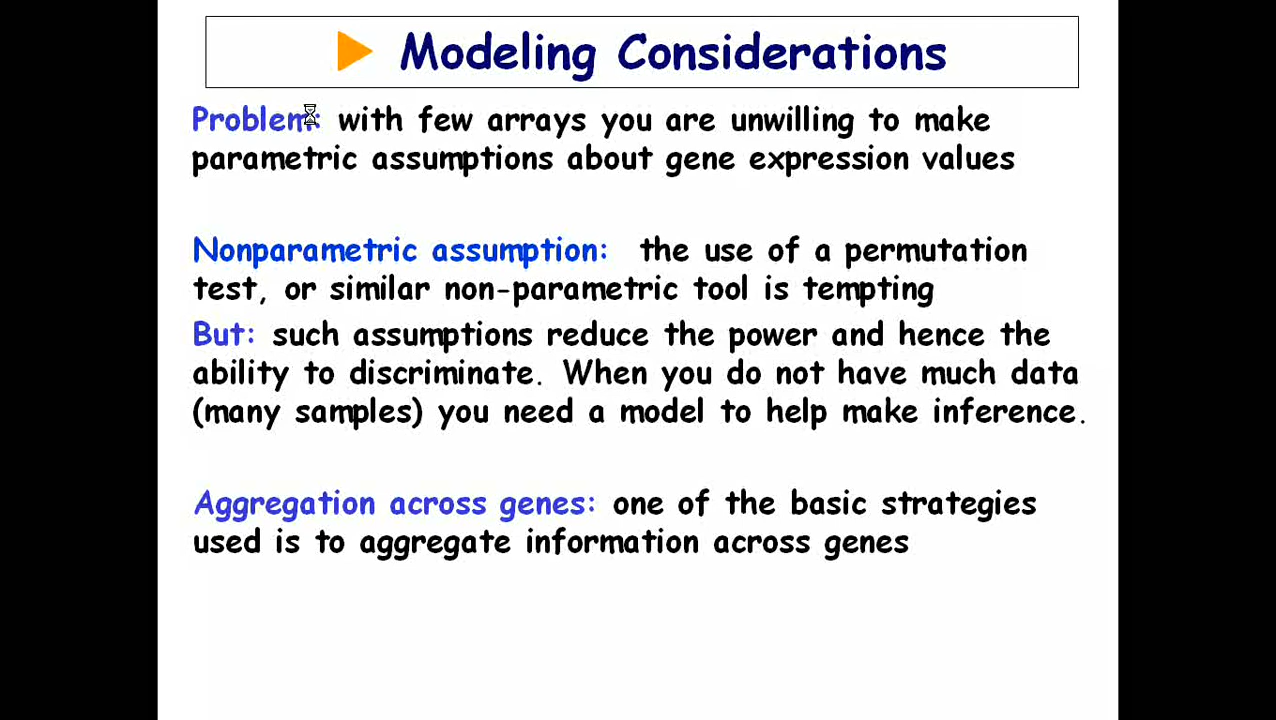 Modeling Considerations
Problem: with few arrays you are unwilling to make
parametric assumptions about gene expression values
Nonparametric assumption: the use of a permutation
test, or similar non-parametric tool is tempting
But: such assumptions reduce the power and hence the
ability to discriminate. When you do not have much data
(many samples) you need a model to help make inference.
Aggregation across genes: one of the basic strategies
used is to aggregate information across genes